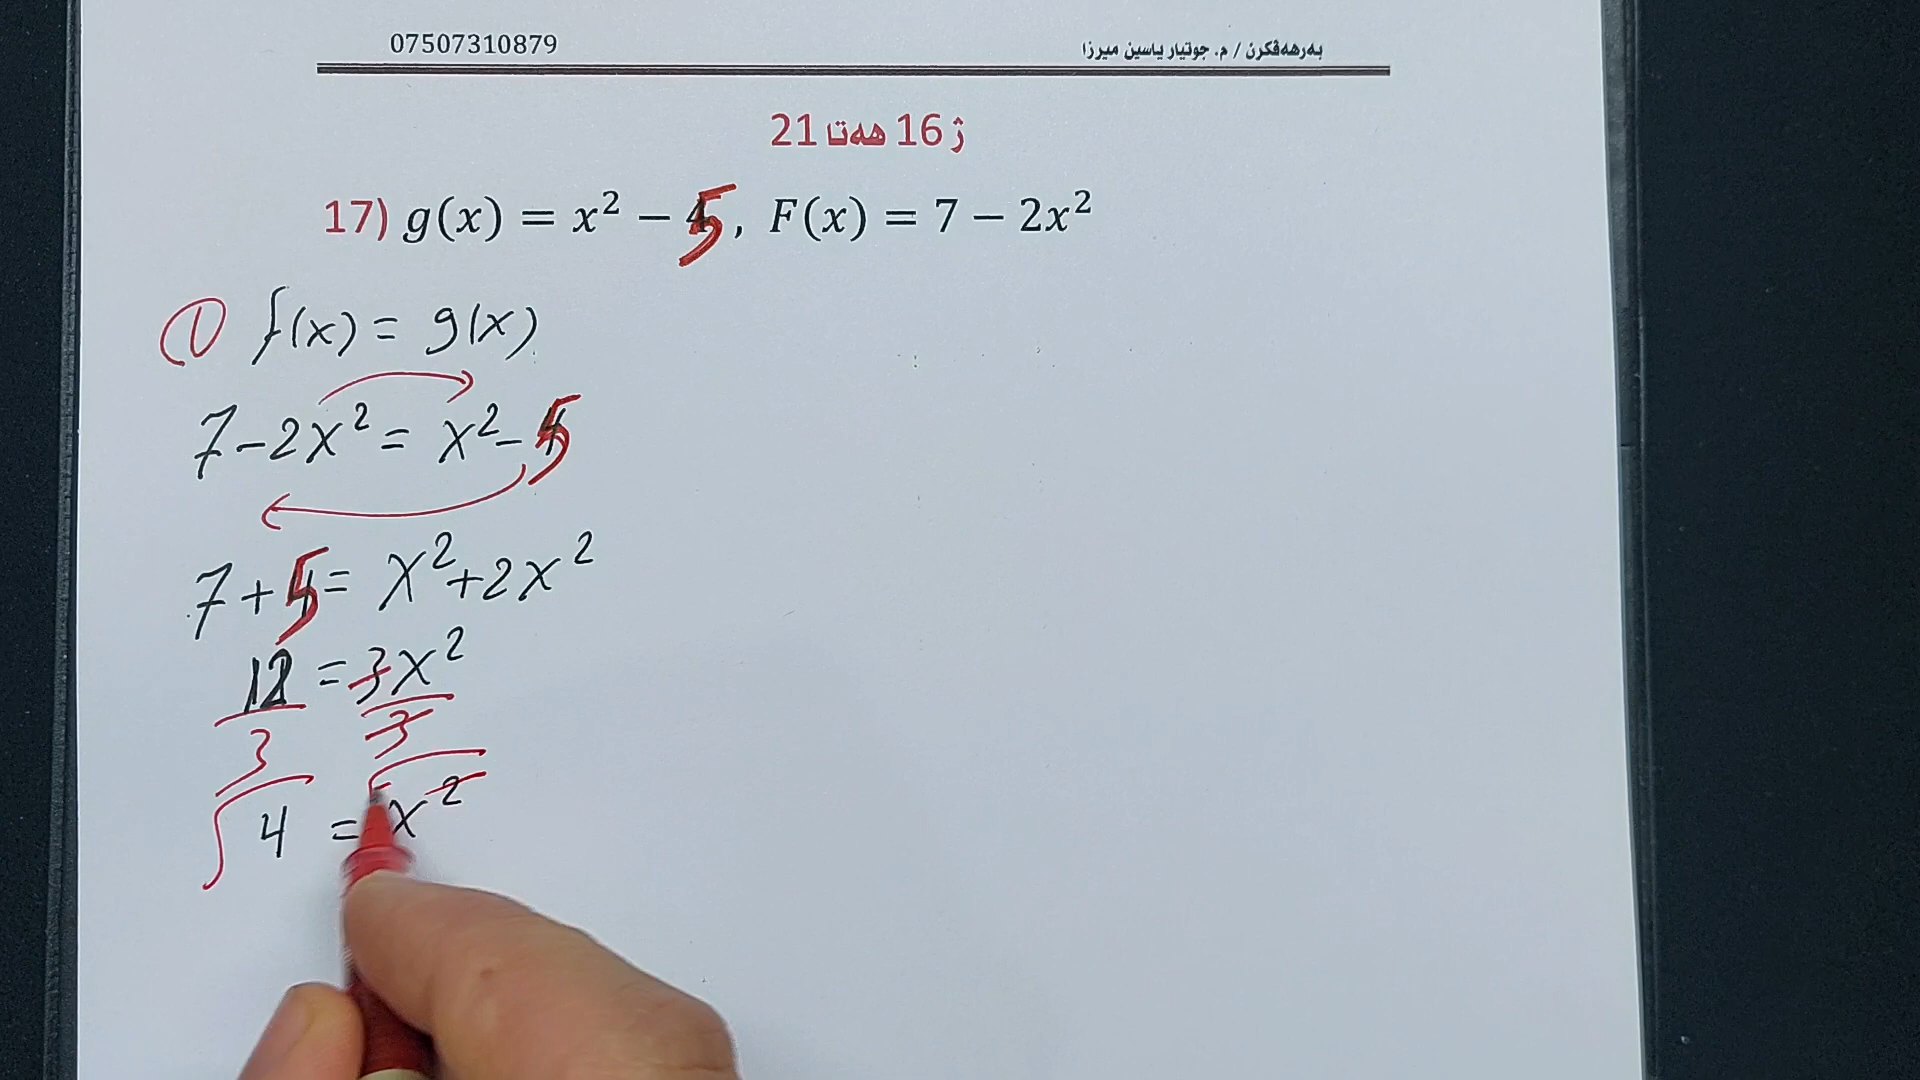 07507310879 بەرهەڤکرن / م. جوتیار یاسین میرزا
ژ 16 هەتا 21
17) g(x) = x² − 5, F(x) = 7 − 2x²
① f(x) = g(x)
7 − 2x² = x² − 5
7 + 5 = x² + 2x²
12/3 = 3x²/3
√4 = √x²